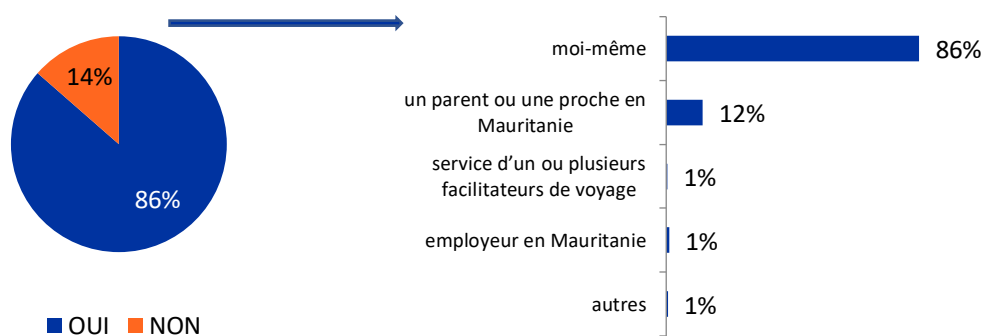 14%
86%
OUI NON
moi-même 86%
un parent ou une proche en
Mauritanie
12%
service d'un ou plusieurs
facilitateurs de voyage
1%
employeur en Mauritanie 1%
autres 1%